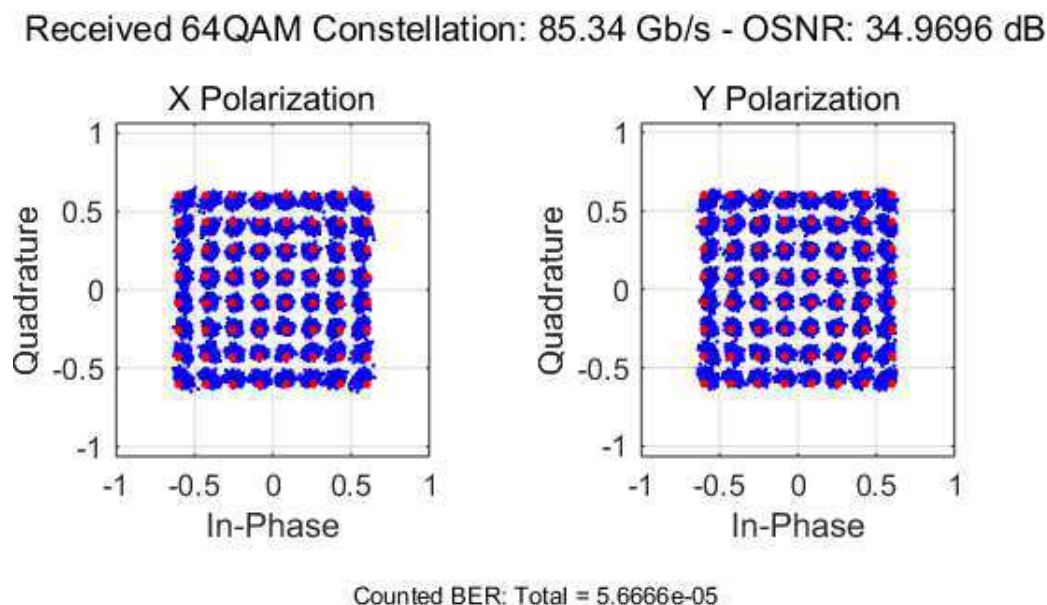 Received 64QAM Constellation: 85.34 Gb/s - OSNR: 34.9696 dB
X Polarization
Y Polarization
1
0.5
0
-0.5
-1
Quadrature
-1 -0.5 0 0.5 1
In-Phase
1
0.5
0
-0.5
-1
Quadrature
-1 -0.5 0 0.5 1
In-Phase
Counted BER: Total = 5.6666e-05